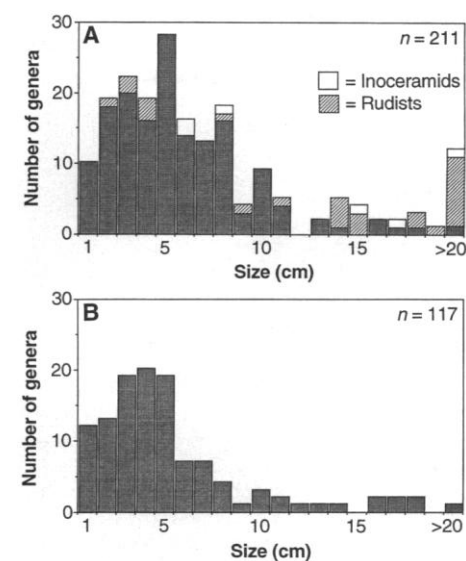 30
A
n = 211
= Inoceramids
= Rudists
20
10
0
Number of genera
1 5 10 15 >20
Size (cm)
30
B
n = 117
20
10
0
Number of genera
1 5 10 15 >20
Size (cm)